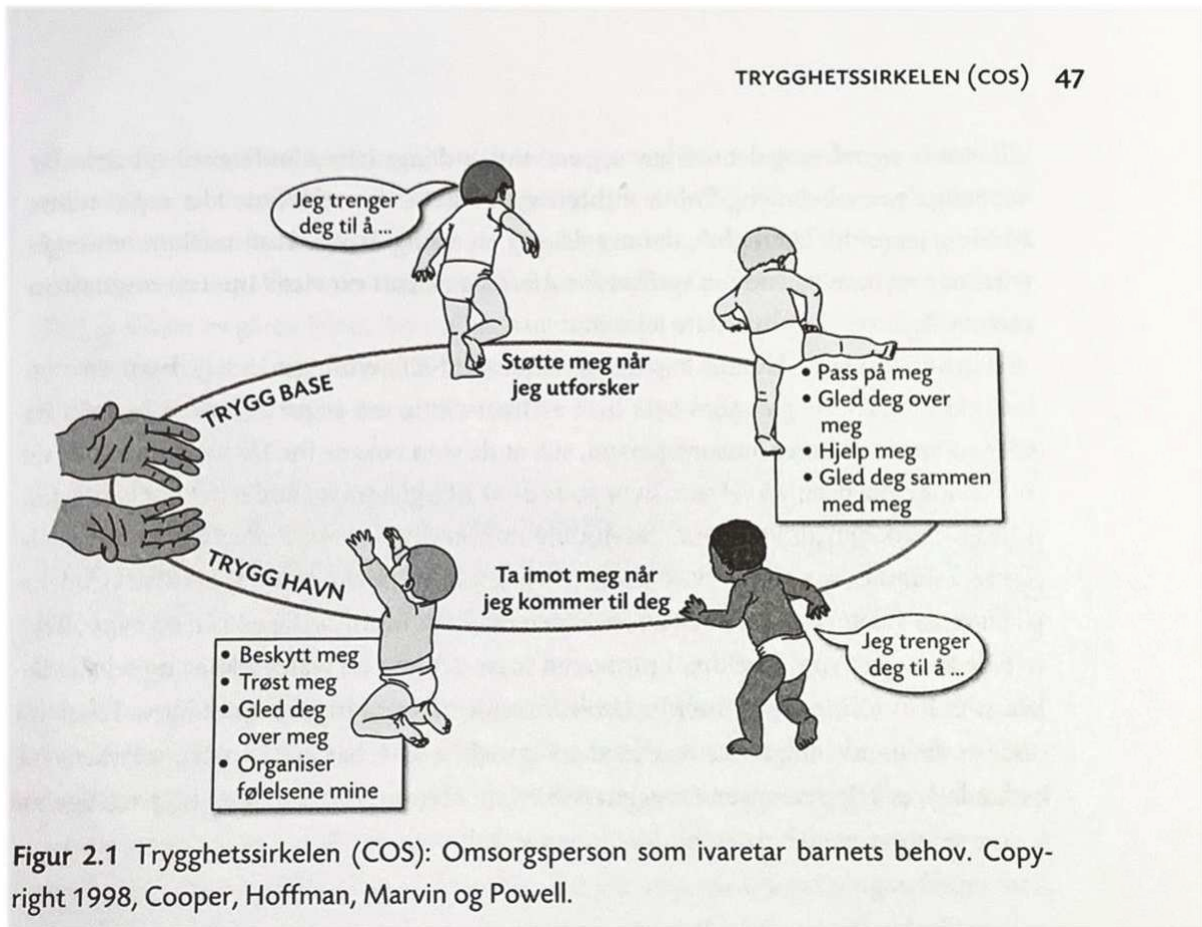 TRYGGHETSSIRKELEN (COS) 47
Jeg trenger
deg til å ...
TRYGG BASE
Støtte meg når
jeg utforsker
• Pass på meg
• Gled deg over
meg
• Hjelp meg
• Gled deg sammen
med meg
TRYGG HAVN
Ta imot meg når
jeg kommer til deg
Jeg trenger
deg til å ...
• Beskytt meg
• Trøst meg
• Gled deg
over meg
• Organiser
følelsene mine
Figur 2.1 Trygghetssirkelen (COS): Omsorgsperson som ivaretar barnets behov. Copy-
right 1998, Cooper, Hoffman, Marvin og Powell.